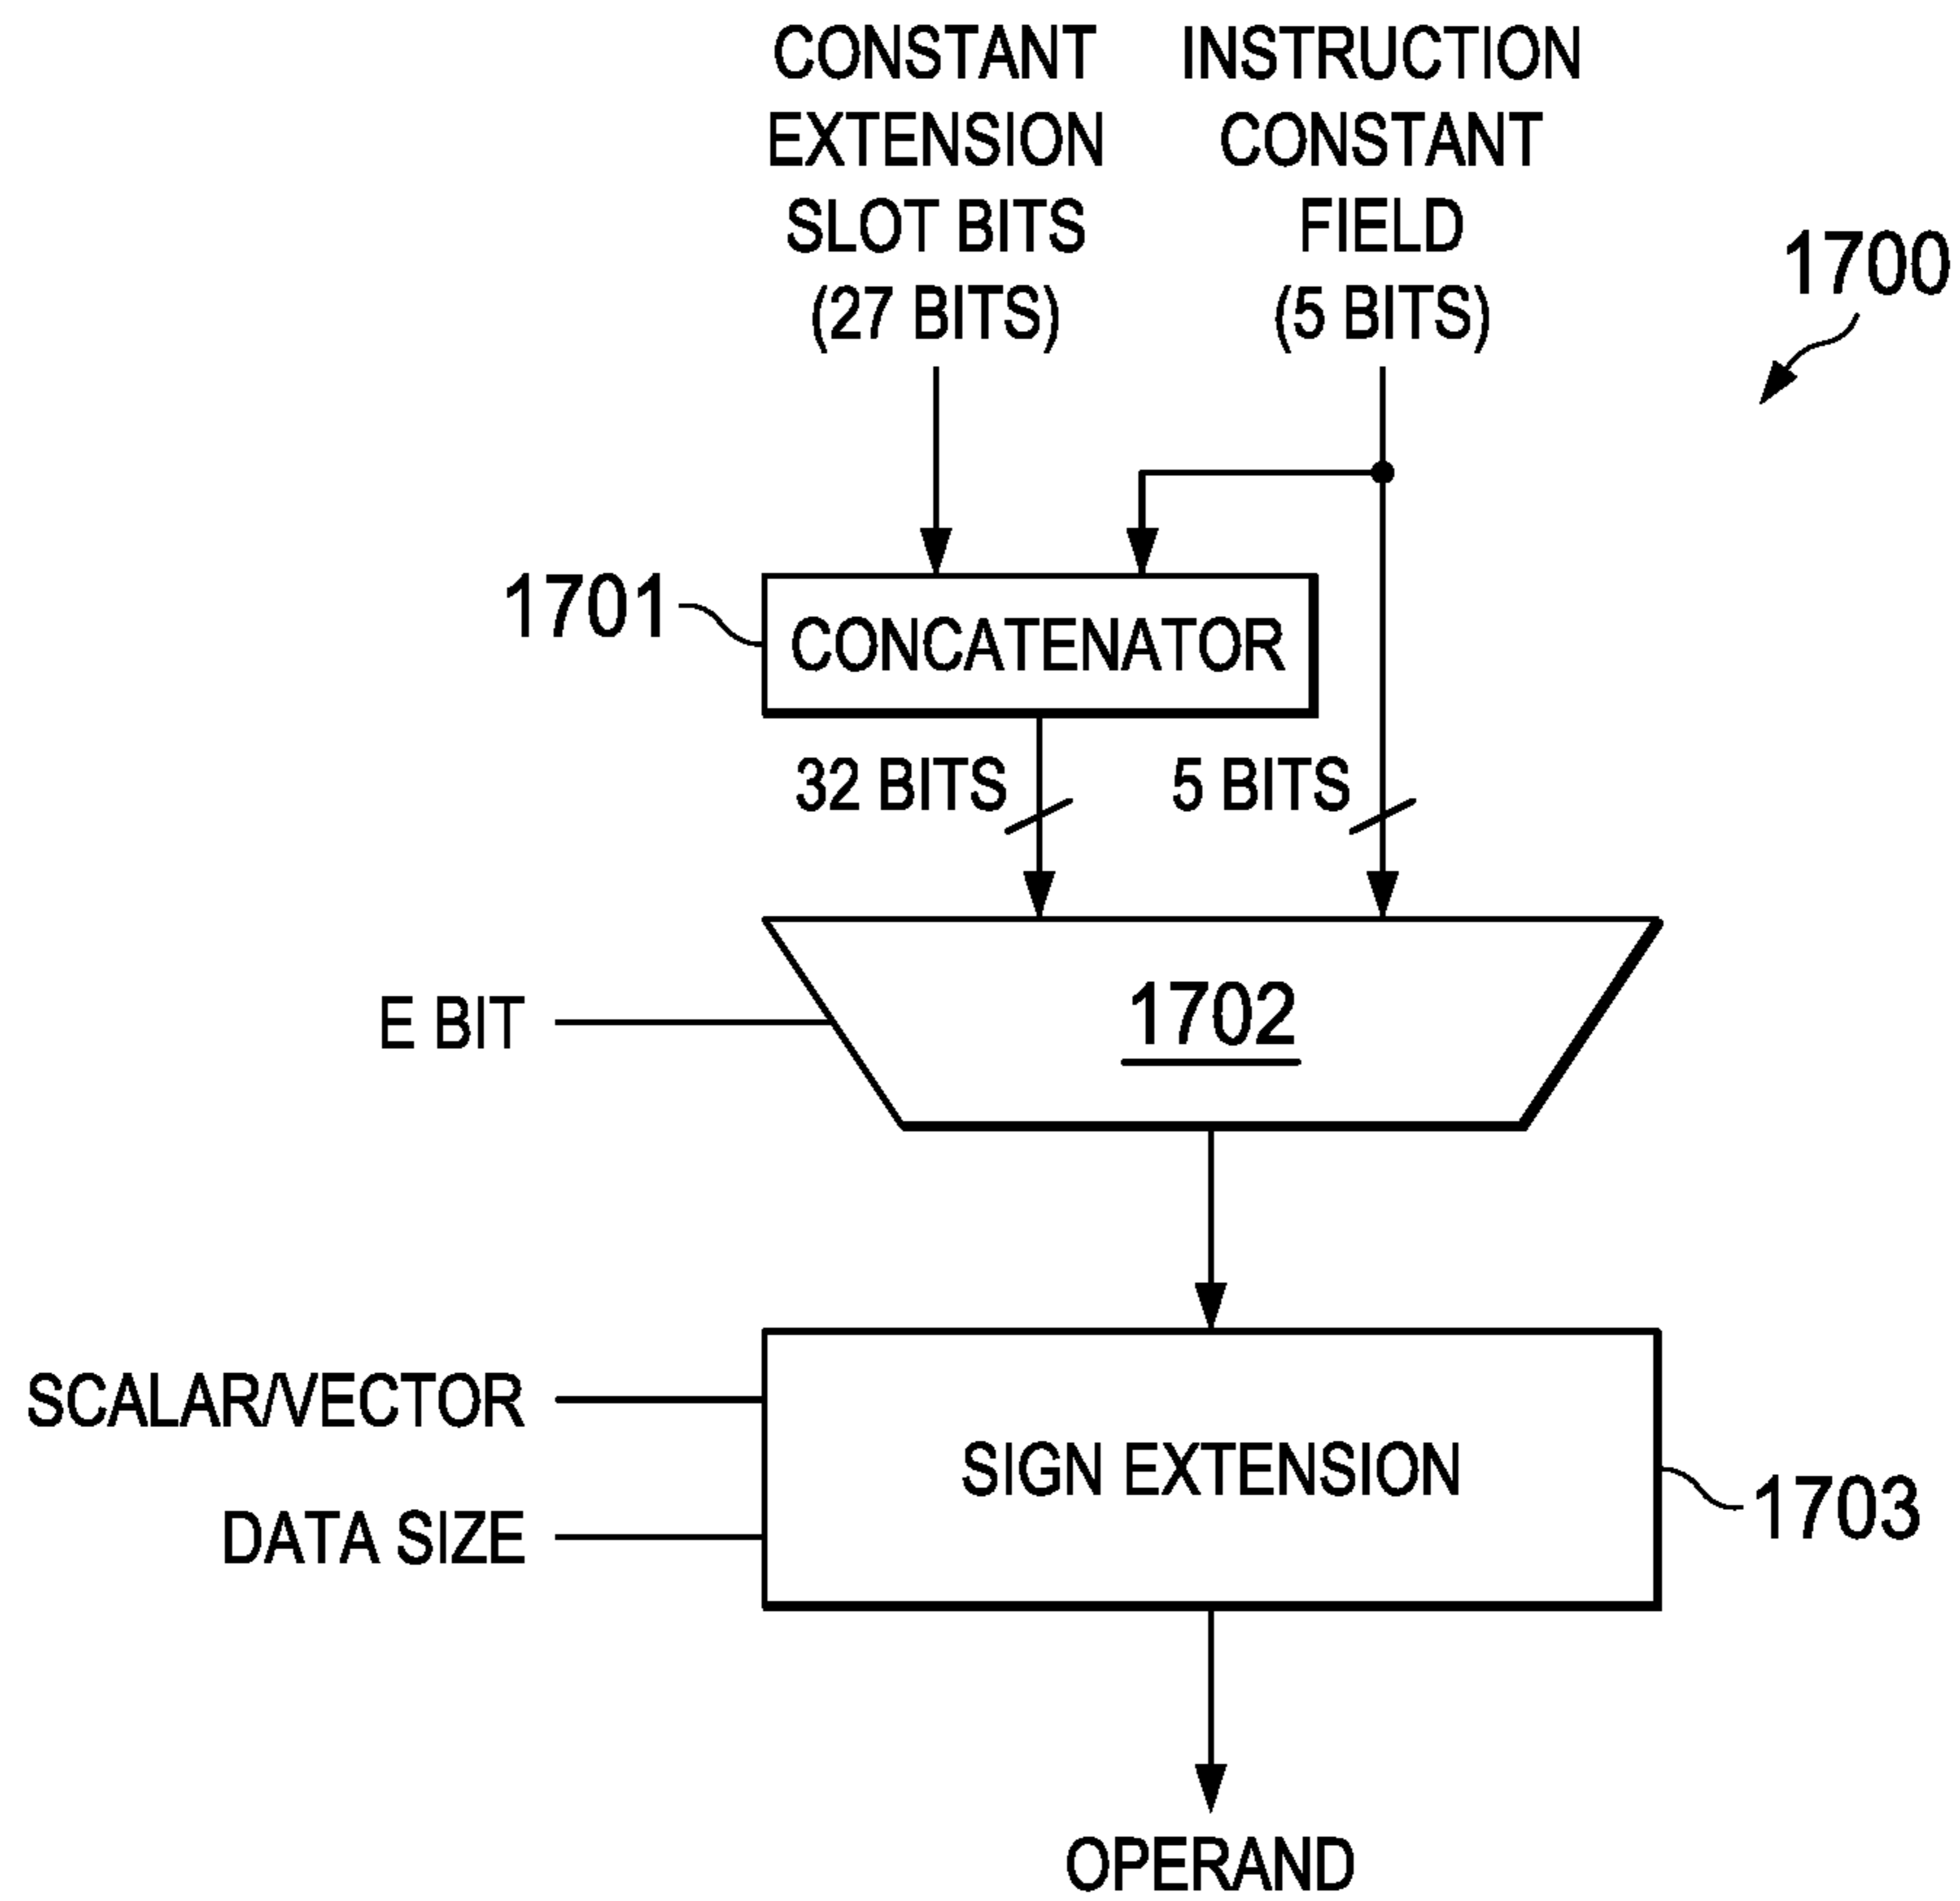 CONSTANT
EXTENSION
SLOT BITS
(27 BITS)
INSTRUCTION
CONSTANT
FIELD
(5 BITS)
1700
1701
CONCATENATOR
32 BITS
5 BITS
E BIT
1702
SCALAR/VECTOR
DATA SIZE
SIGN EXTENSION
1703
OPERAND